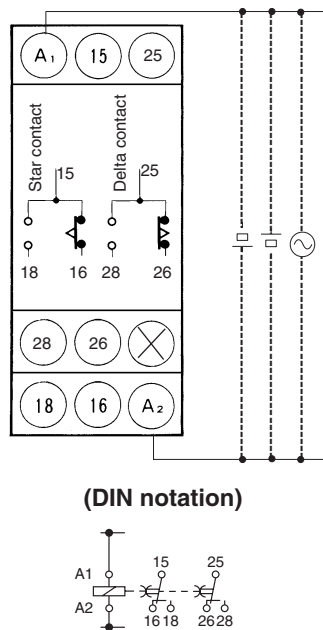 A1 15 25
Star contact
Delta contact
15 25
18 16 28 26
28 26
18 16 A2
(DIN notation)
15 25
A1
A2
16 18 26 28